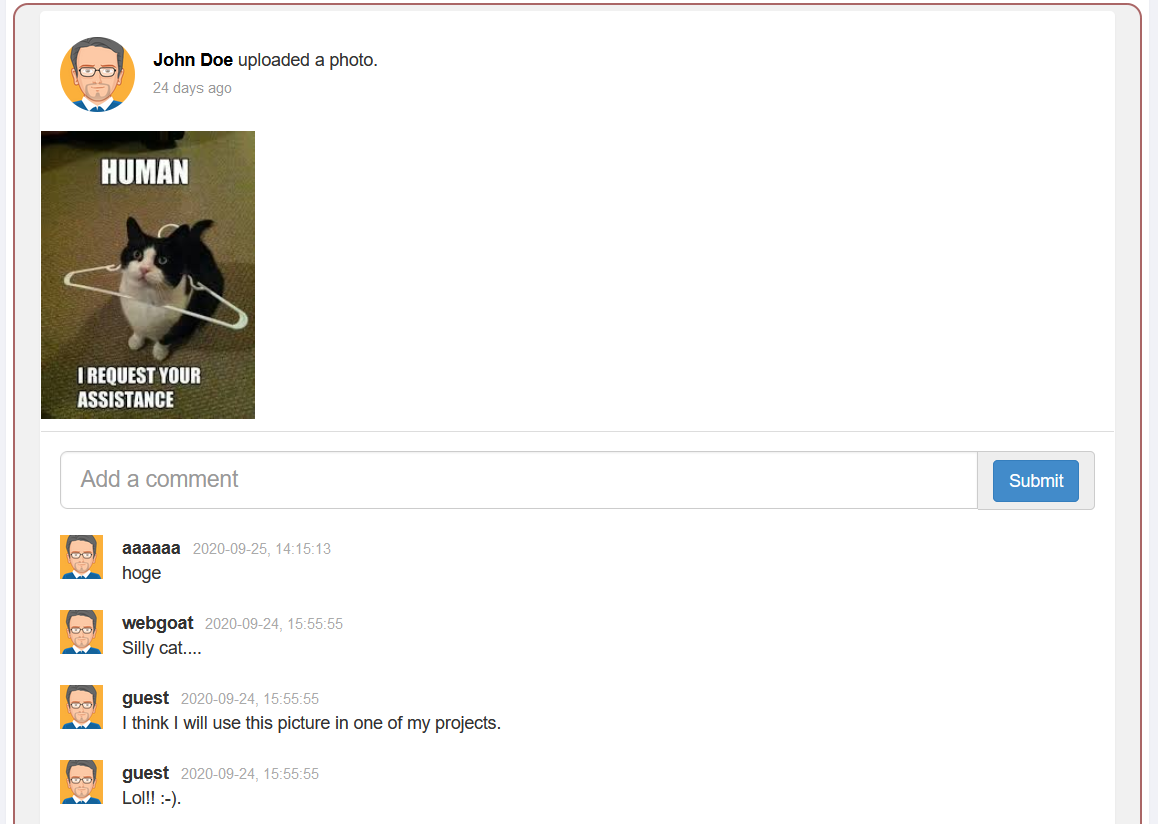 John Doe uploaded a photo.
24 days ago
HUMAN
I REQUEST YOUR
ASSISTANCE
Add a comment
Submit
aaaaaa 2020-09-25, 14:15:13
hoge
webgoat 2020-09-24, 15:55:55
Silly cat....
guest 2020-09-24, 15:55:55
I think I will use this picture in one of my projects.
guest 2020-09-24, 15:55:55
Lol!! :-).